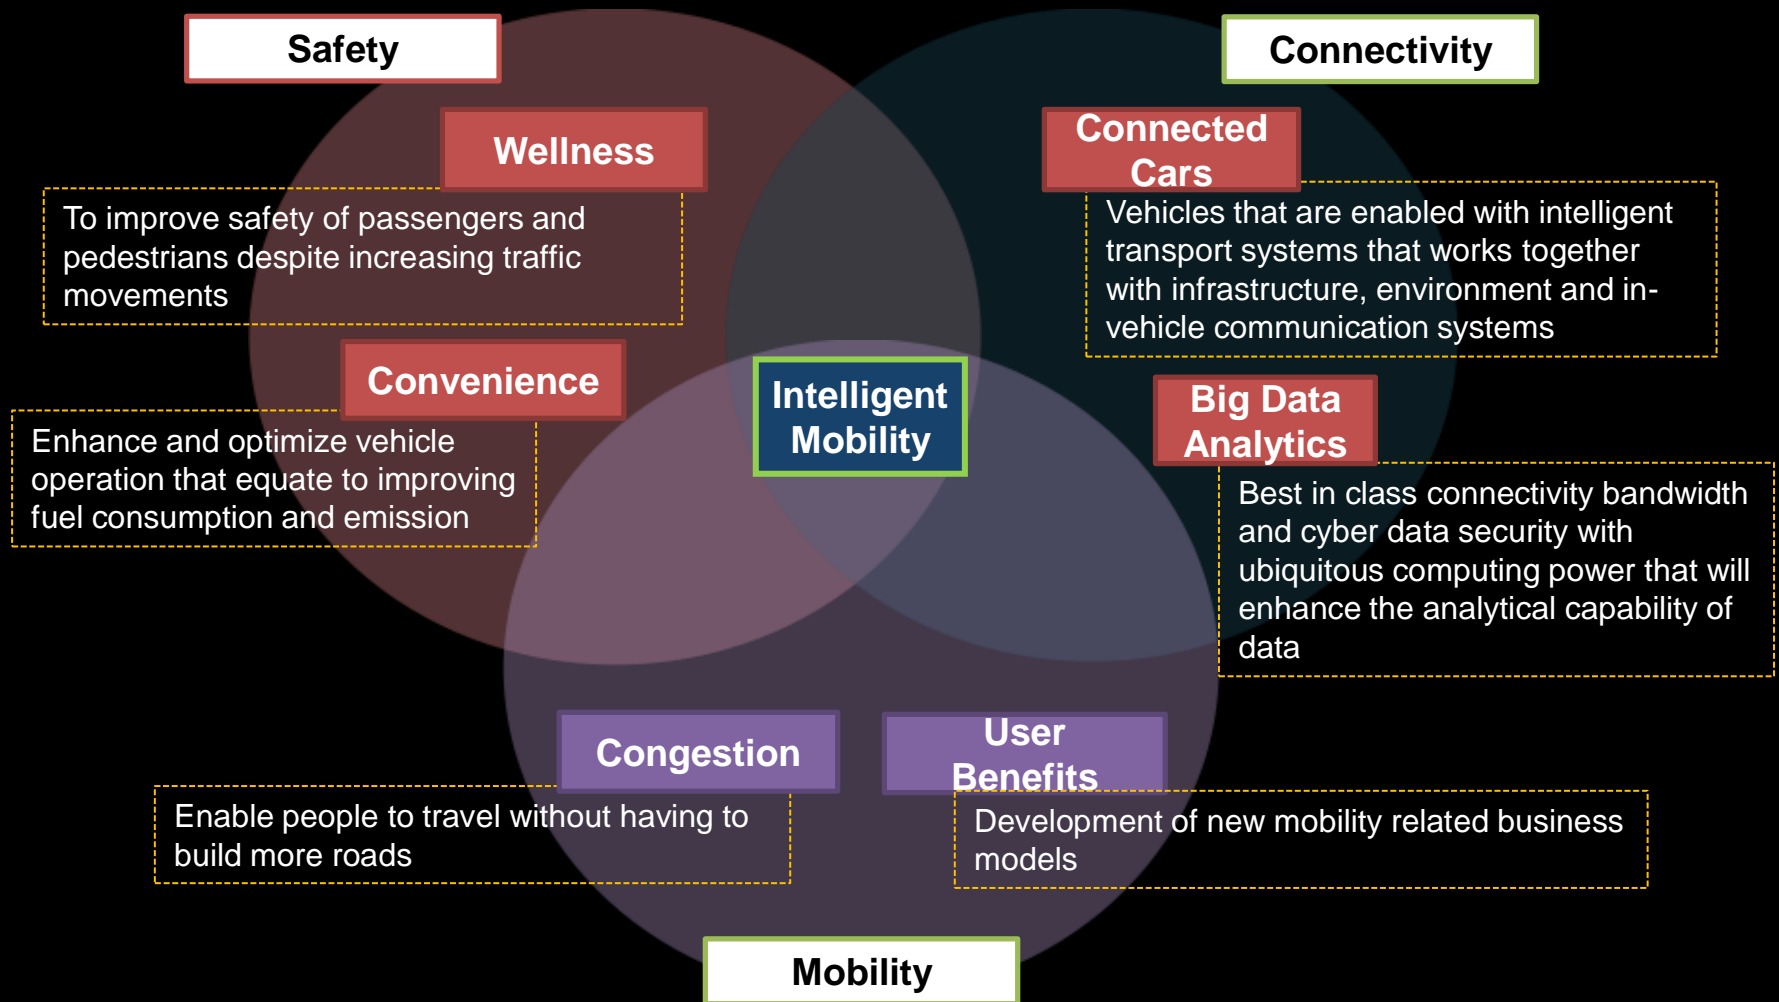 Safety
Connectivity
Wellness
Connected
Cars
To improve safety of passengers and
pedestrians despite increasing traffic
movements
Vehicles that are enabled with intelligent
transport systems that works together
with infrastructure, environment and in-
vehicle communication systems
Convenience
Intelligent
Mobility
Big Data
Analytics
Enhance and optimize vehicle
operation that equate to improving
fuel consumption and emission
Best in class connectivity bandwidth
and cyber data security with
ubiquitous computing power that will
enhance the analytical capability of
data
Congestion
User
Benefits
Enable people to travel without having to
build more roads
Development of new mobility related business
models
Mobility